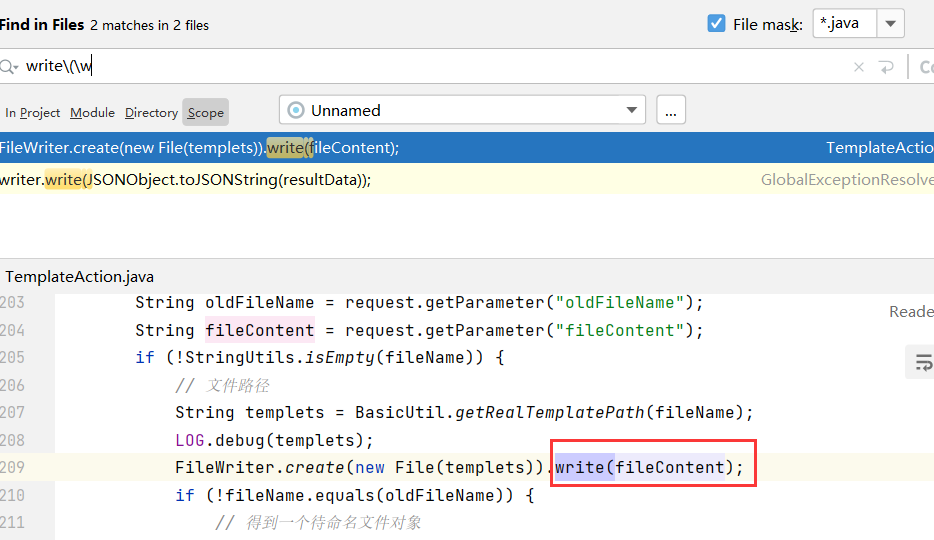 Find in Files 2 matches in 2 files File mask: *.java
write\(\w
In Project Module Directory Scope Unnamed ...
FileWriter.create(new File(templets)).write(fileContent); TemplateActio
writer.write(JSONObject.toJSONString(resultData)); GlobalExceptionResolve
TemplateAction.java
203 String oldFileName = request.getParameter("oldFileName");
Reade
204 String fileContent = request.getParameter("fileContent");
205 if (!StringUtils.isEmpty(fileName)) {
206 // 文件路径
207 String templets = BasicUtil.getRealTemplatePath(fileName);
208 LOG.debug(templets);
209 FileWriter.create(new File(templets)).write(fileContent);
210 if (!fileName.equals(oldFileName)) {
211 // 得到一个待命名文件对象